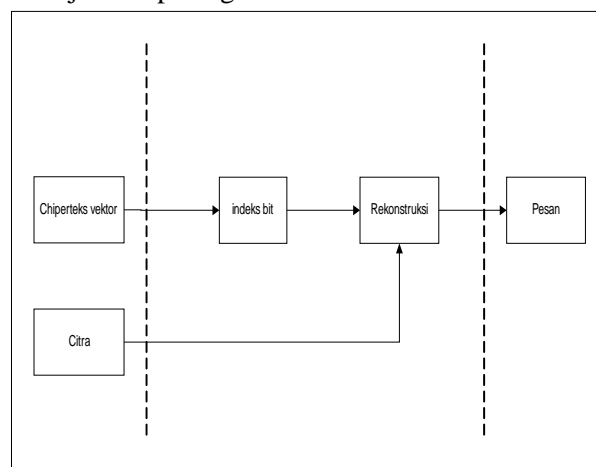 Chiperteks vektor
indeks bit
Rekonstruksi
Pesan
Citra